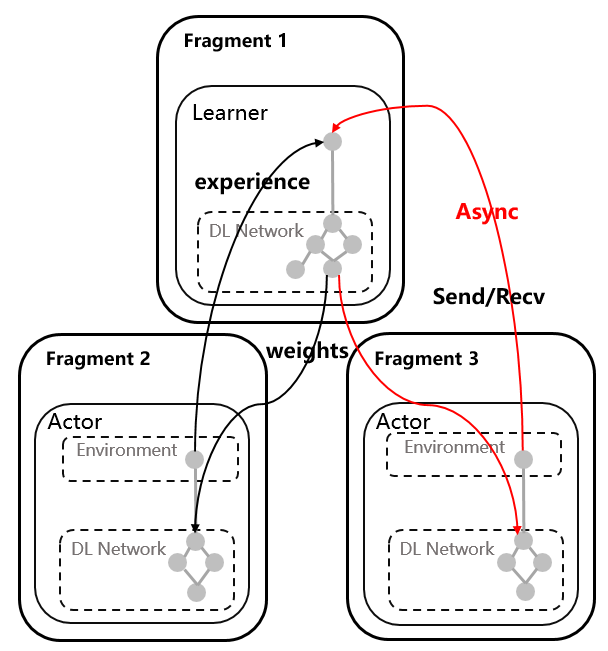 Fragment 1
Learner
experience
DL Network
Async
Send/Recv
weights
Fragment 2
Actor
Environment
DL Network
Fragment 3
Actor
Environment
DL Network